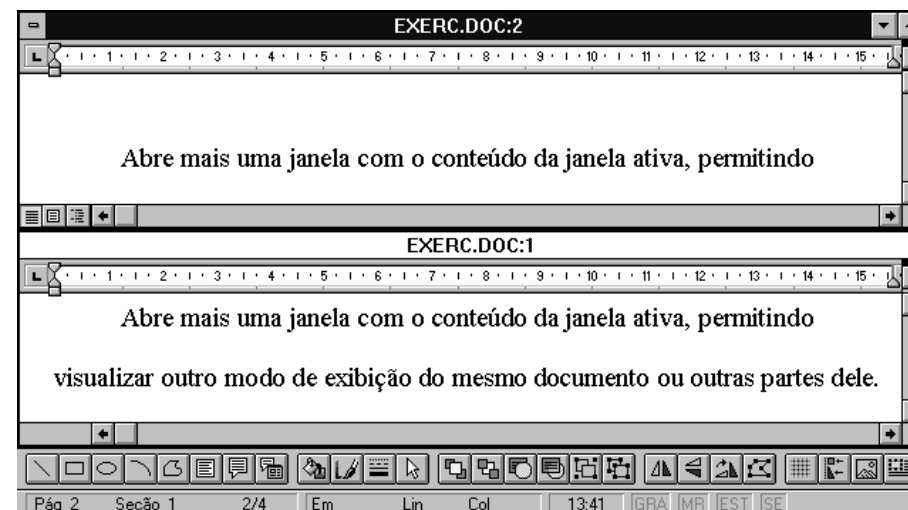 EXERC.DOC:2
1 2 3 4 5 6 7 8 9 10 11 12 13 14 15
Abre mais uma janela com o conteúdo da janela ativa, permitindo
EXERC.DOC:1
1 2 3 4 5 6 7 8 9 10 11 12 13 14 15
Abre mais uma janela com o conteúdo da janela ativa, permitindo
visualizar outro modo de exibição do mesmo documento ou outras partes dele.
Pág 2 Seção 1 2/4 Em Lin Col 13:41 GRA MR EST SE